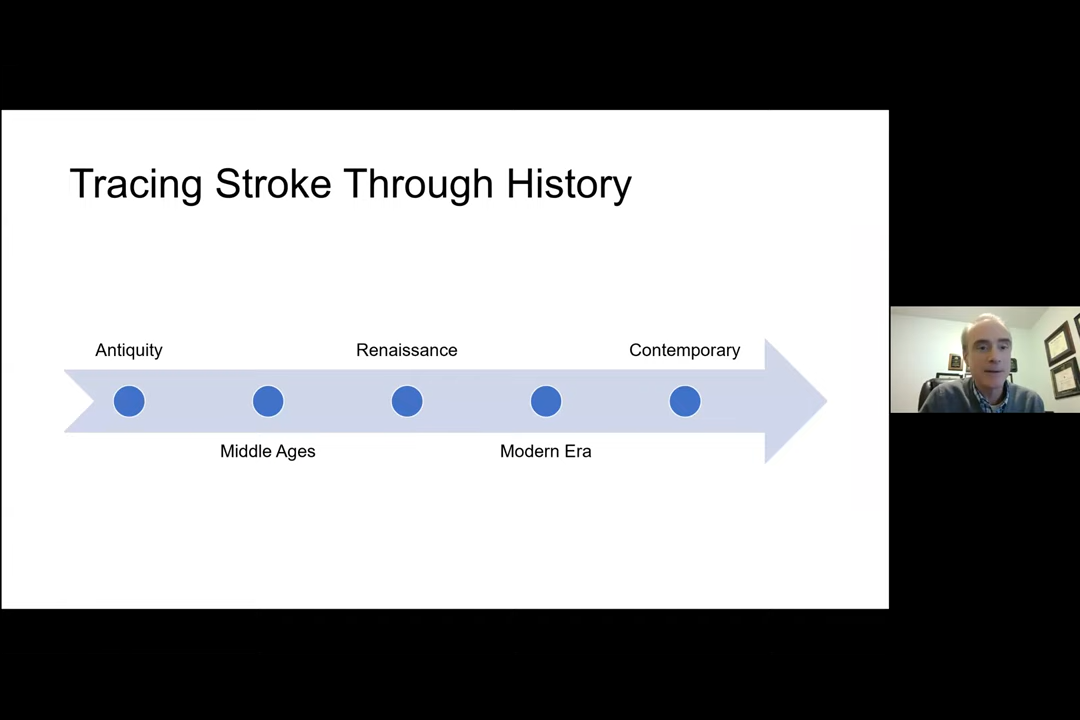 Tracing Stroke Through History
Antiquity
Renaissance
Contemporary
Middle Ages
Modern Era